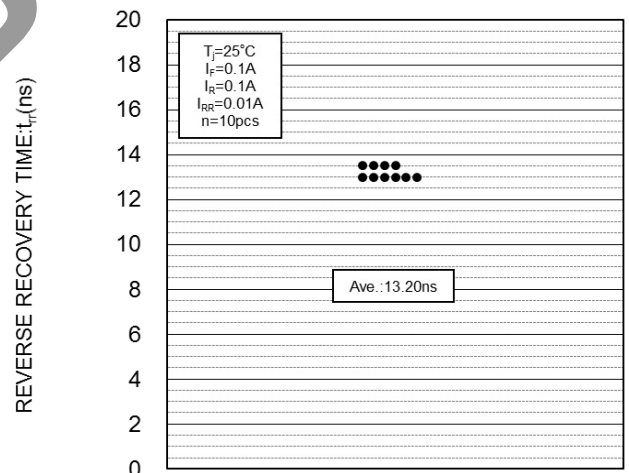 REVERSE RECOVERY TIME:trr(ns)
20
18
16
14
12
10
8
6
4
2
0
Tj=25°C
IF=0.1A
IR=0.1A
IRR=0.01A
n=10pcs
Ave.:13.20ns